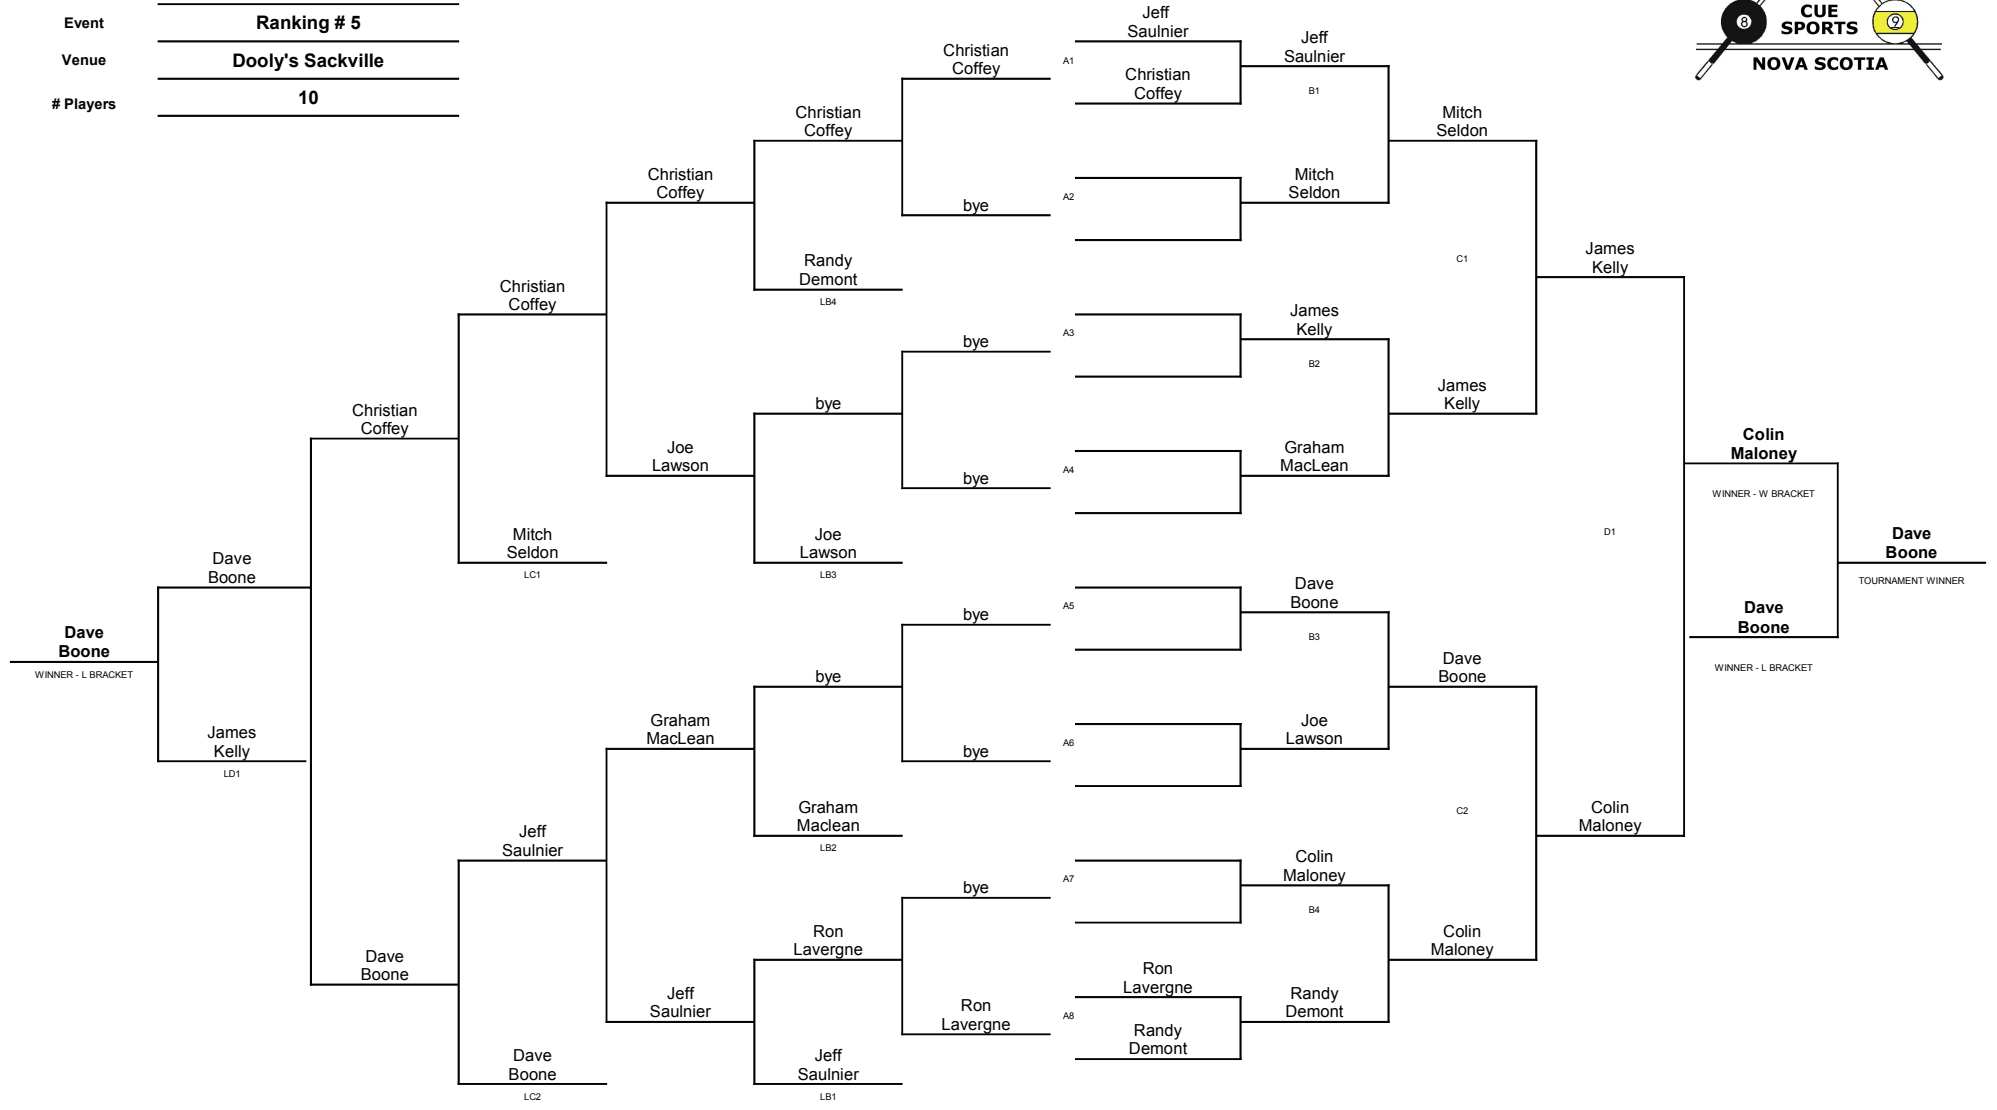 Event
Ranking # 5
Venue
Dooly's Sackville
# Players
10
8
CUE
SPORTS
9
NOVA SCOTIA
Dave
Boone
WINNER - L BRACKET
Dave
Boone
James
Kelly
LD1
Christian
Coffey
Dave
Boone
Christian
Coffey
Mitch
Seldon
LC1
Jeff
Saulnier
Dave
Boone
LC2
Christian
Coffey
Joe
Lawson
Graham
MacLean
Jeff
Saulnier
Christian
Coffey
Randy
Demont
LB4
bye
Joe
Lawson
LB3
bye
Graham
Maclean
LB2
Ron
Lavergne
Jeff
Saulnier
LB1
Christian
Coffey
bye
bye
bye
bye
bye
bye
Ron
Lavergne
Jeff
Saulnier
A1
Christian
Coffey
A2
A3
A4
A5
A6
A7
Ron
Lavergne
A8
Randy
Demont
Jeff
Saulnier
B1
Mitch
Seldon
James
Kelly
B2
Graham
MacLean
Dave
Boone
B3
Joe
Lawson
Colin
Maloney
B4
Randy
Demont
Mitch
Seldon
C1
James
Kelly
Dave
Boone
C2
Colin
Maloney
James
Kelly
D1
Colin
Maloney
Colin
Maloney
WINNER - W BRACKET
Dave
Boone
WINNER - L BRACKET
Dave
Boone
TOURNAMENT WINNER